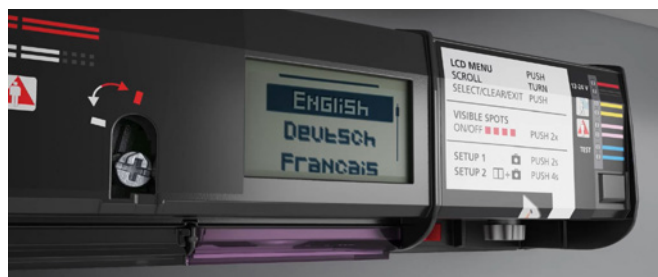 English
Deutsch
Francais
LCD MENU PUSH
SCROLL TURN
SELECT/CLEAR/EXIT PUSH
VISIBLE SPOTS
ON/OFF PUSH 2x
SETUP 1 PUSH 2s
SETUP 2 + PUSH 4s
12-24 V
TEST